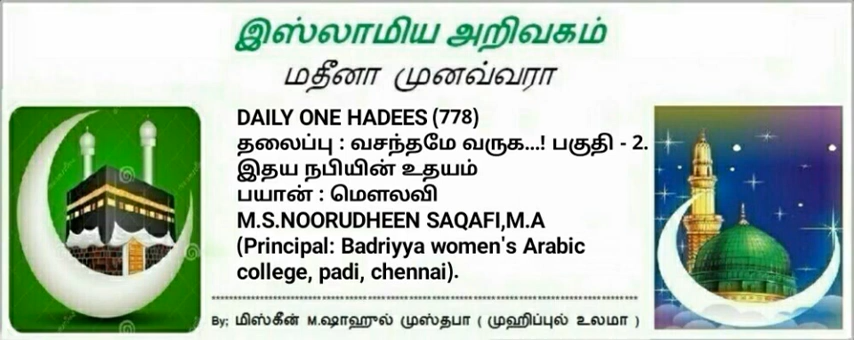 இஸ்லாமிய அறிவகம்
மதீனா முனவ்வரா
DAILY ONE HADEES (778)
தலைப்பு : வசந்தமே வருக...! பகுதி - 2.
இதய நபியின் உதயம்
பயான் : மௌலவி
M.S.NOORUDHEEN SAQAFI,M.A
(Principal: Badriyya women's Arabic
college, padi, chennai).
By; மிஸ்கீன் M.ஷாஹுல் முஸ்தபா ( முஹிப்புல் உலமா )